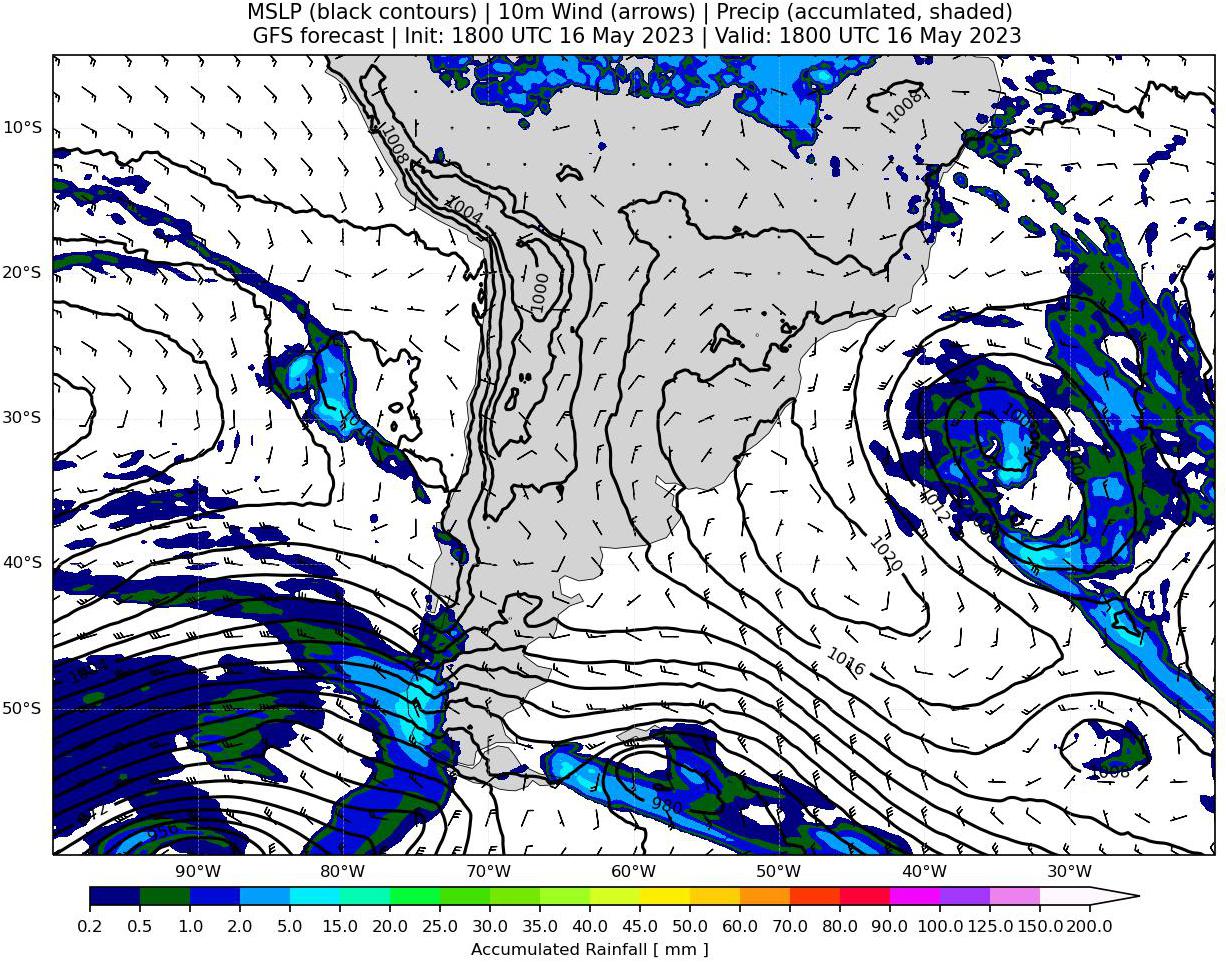 MSLP (black contours) | 10m Wind (arrows) | Precip (accumlated, shaded)
GFS forecast | Init: 1800 UTC 16 May 2023 | Valid: 1800 UTC 16 May 2023
10°S
20°S
30°S
40°S
50°S
1008
1008
1004
1000
1012
1020
1016
1008
980
956
90°W 80°W 70°W 60°W 50°W 40°W 30°W
0.2 0.5 1.0 2.0 5.0 15.0 20.0 25.0 30.0 35.0 40.0 45.0 50.0 60.0 70.0 80.0 90.0 100.0 125.0 150.0 200.0
Accumulated Rainfall [ mm ]